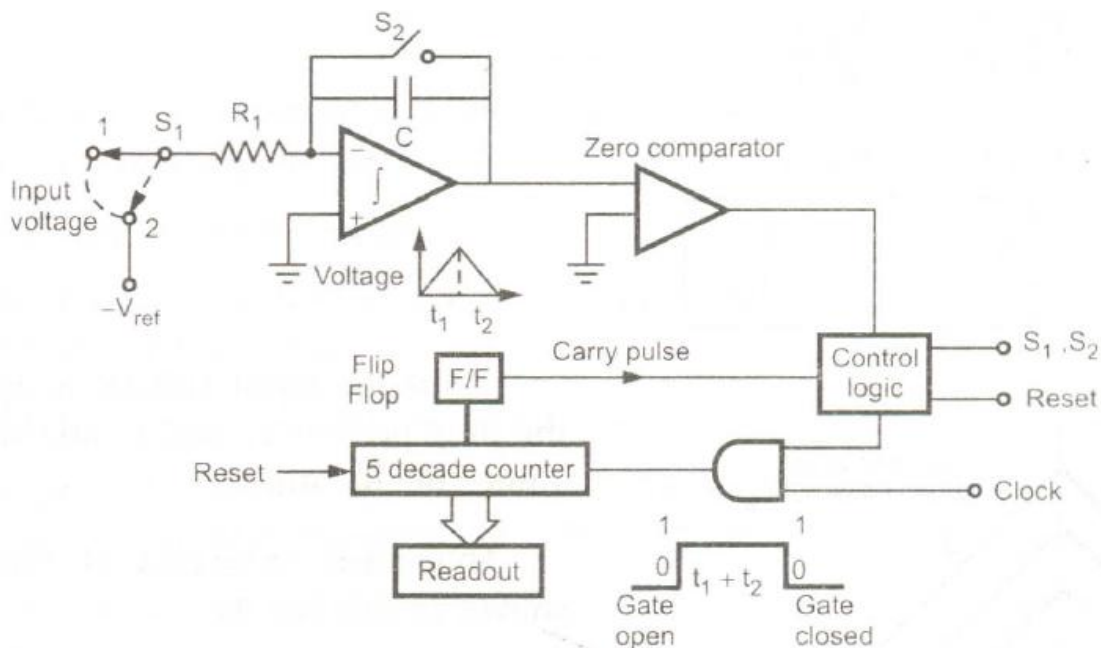 S2
1
S1
R1
C
− 
∫
+
Input
voltage
2
−Vref
Zero comparator
Voltage
t1
t2
Flip
Flop
F/F
Carry pulse
Control
logic
S1 ,S2
Reset
Reset
5 decade counter
Clock
Readout
1
1
0
t1 + t2
0
Gate
open
Gate
closed